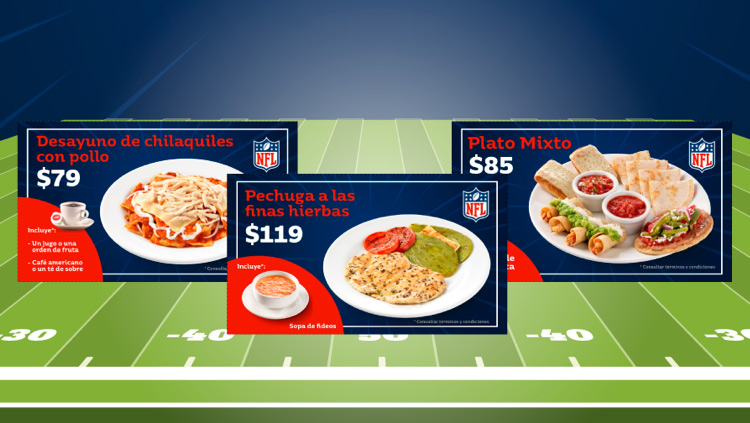 Desayuno de chilaquiles
con pollo
$79
NFL
Incluye*:
- Un jugo o una
orden de fruta
- Café americano
o un té de sobre
Pechuga a las
finas hierbas
$119
NFL
Incluye*:
Sopa de fideos
* Consultar términos y condiciones
Plato Mixto
$85
NFL
* Consultar términos y condiciones
-30
-40
50
-40